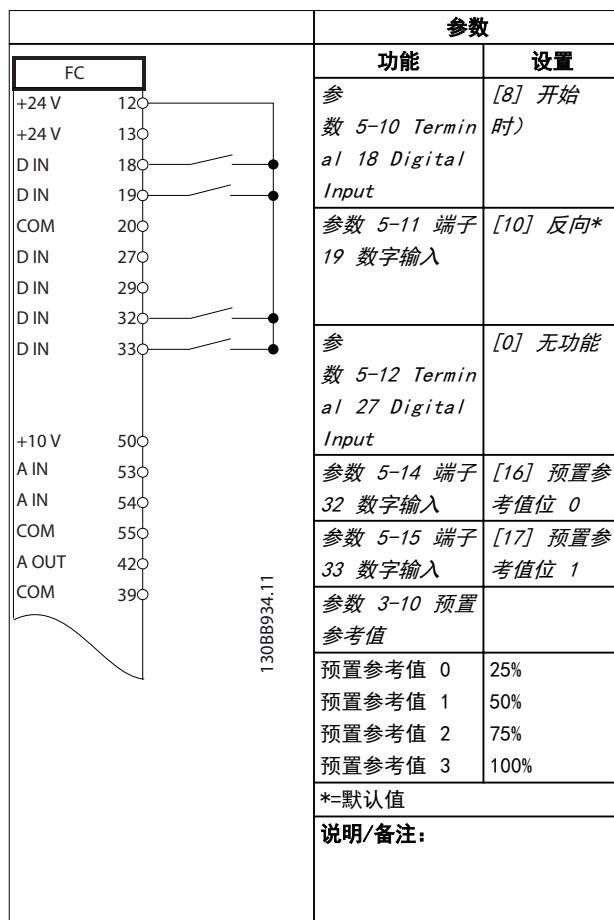 FC
+24 V 12
+24 V 13
D IN 18
D IN 19
COM 20
D IN 27
D IN 29
D IN 32
D IN 33
+10 V 50
A IN 53
A IN 54
COM 55
A OUT 42
COM 39
130BB934.11
参数
功能 设置
参 [8] 开始
数 5-10 Termin 时)
al 18 Digital
Input
参数 5-11 端子 [10] 反向*
19 数字输入
参 [0] 无功能
数 5-12 Termin
al 27 Digital
Input
参数 5-14 端子 [16] 预置参
32 数字输入 考值位 0
参数 5-15 端子 [17] 预置参
33 数字输入 考值位 1
参数 3-10 预置
参考值
预置参考值 0 25%
预置参考值 1 50%
预置参考值 2 75%
预置参考值 3 100%
*=默认值
说明/备注: